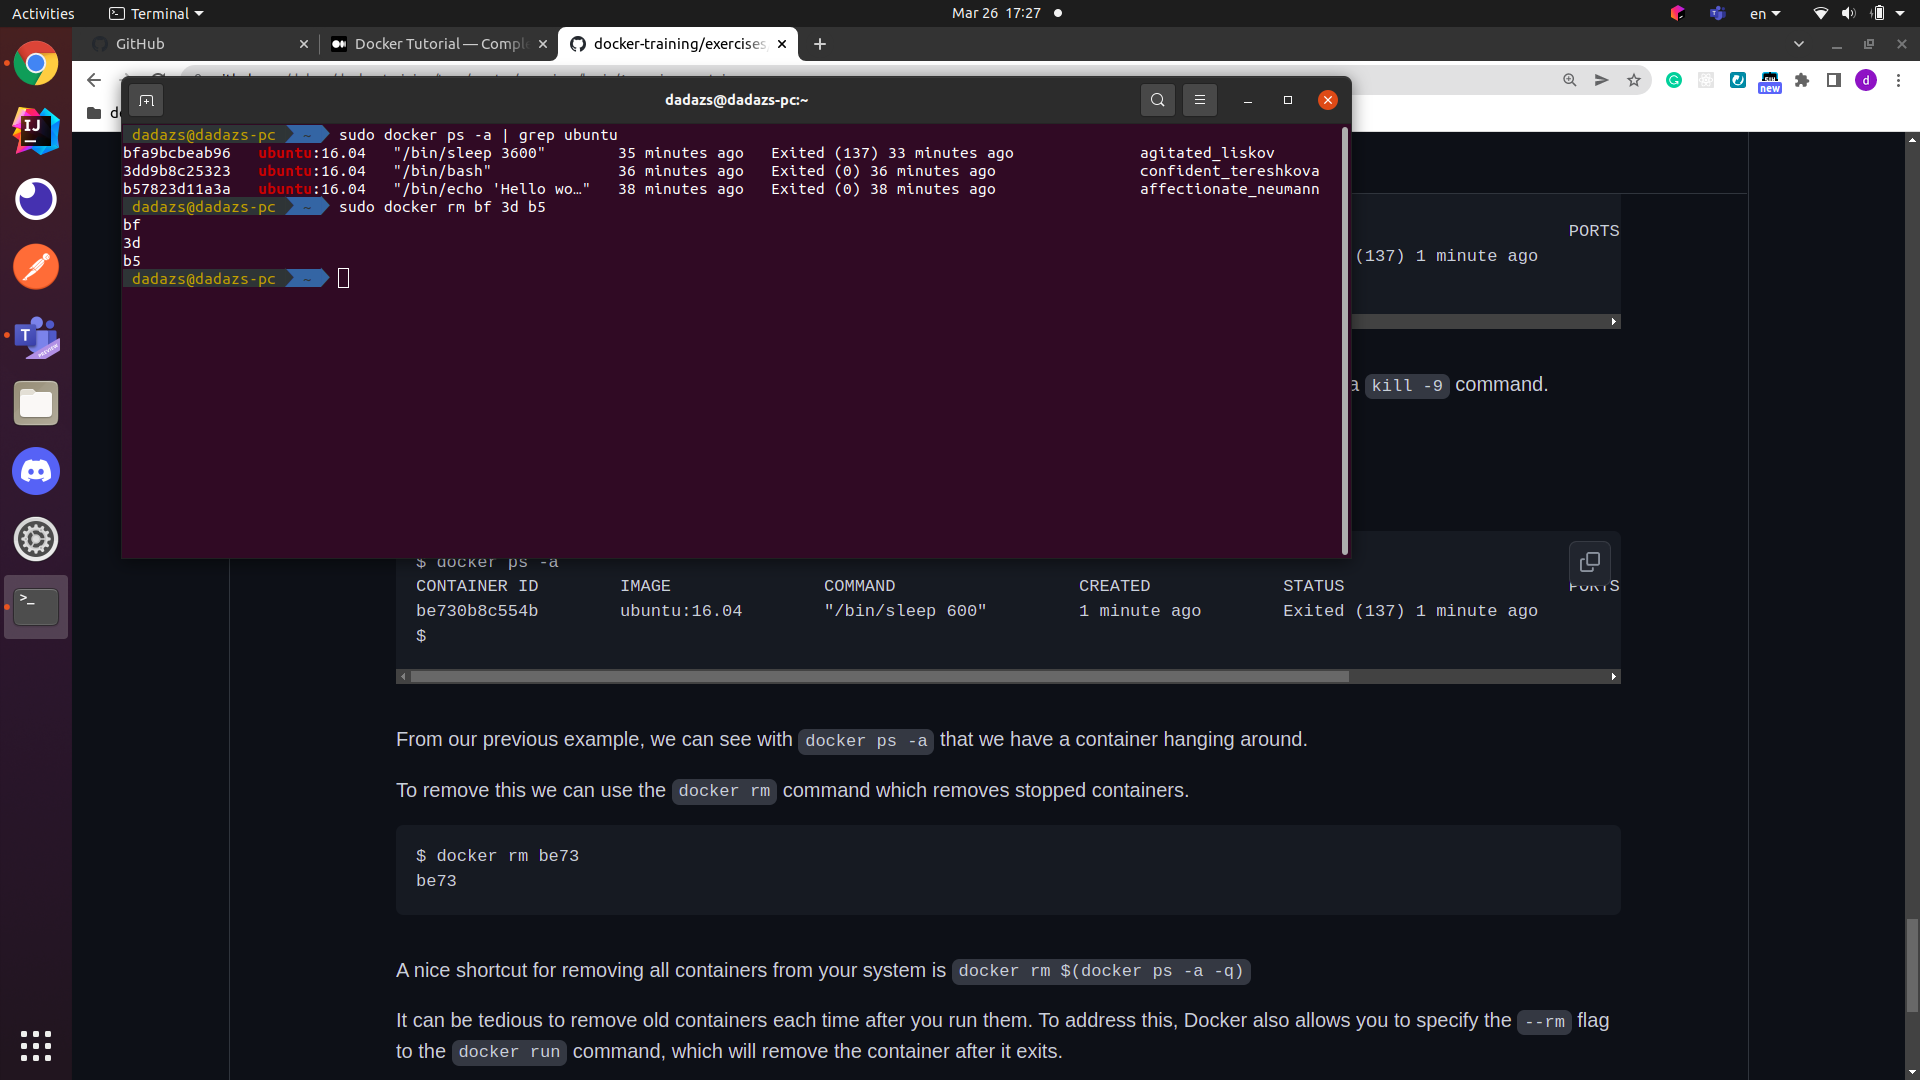 Activities
Terminal
Mar 26 17:27
en
GitHub
Docker Tutorial — Comple
docker-training/exercises
new
d
dadazs@dadazs-pc:~
dadazs@dadazs-pc ~ sudo docker ps -a | grep ubuntu
bfa9bcbeab96 ubuntu:16.04 "/bin/sleep 3600" 35 minutes ago Exited (137) 33 minutes ago agitated_liskov
3dd9b8c25323 ubuntu:16.04 "/bin/bash" 36 minutes ago Exited (0) 36 minutes ago confident_tereshkova
b57823d11a3a ubuntu:16.04 "/bin/echo 'Hello wo…" 38 minutes ago Exited (0) 38 minutes ago affectionate_neumann
dadazs@dadazs-pc ~ sudo docker rm bf 3d b5
bf
3d
b5
dadazs@dadazs-pc ~
PORTS
(137) 1 minute ago
a kill -9 command.
$ docker ps -a
CONTAINER ID IMAGE COMMAND CREATED STATUS PORTS
be730b8c554b ubuntu:16.04 "/bin/sleep 600" 1 minute ago Exited (137) 1 minute ago
$
From our previous example, we can see with docker ps -a that we have a container hanging around.
To remove this we can use the docker rm command which removes stopped containers.
$ docker rm be73
be73
A nice shortcut for removing all containers from your system is docker rm $(docker ps -a -q)
It can be tedious to remove old containers each time after you run them. To address this, Docker also allows you to specify the --rm flag
to the docker run command, which will remove the container after it exits.